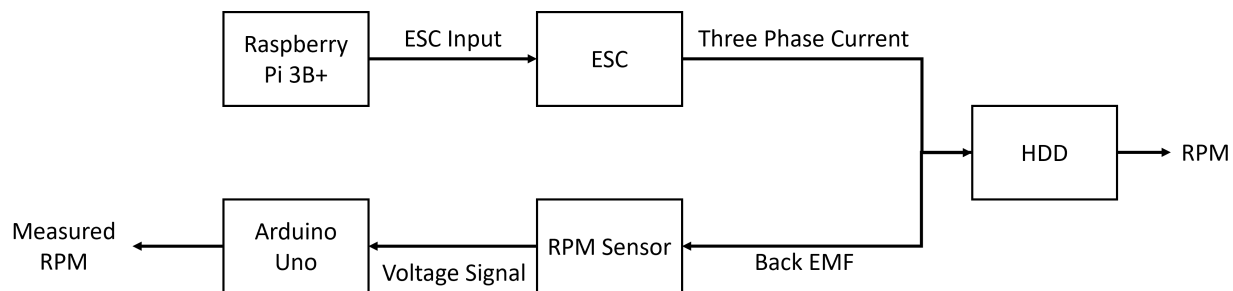 Raspberry
Pi 3B+
ESC Input
ESC
Three Phase Current
HDD
RPM
Measured
RPM
Arduino
Uno
Voltage Signal
RPM Sensor
Back EMF